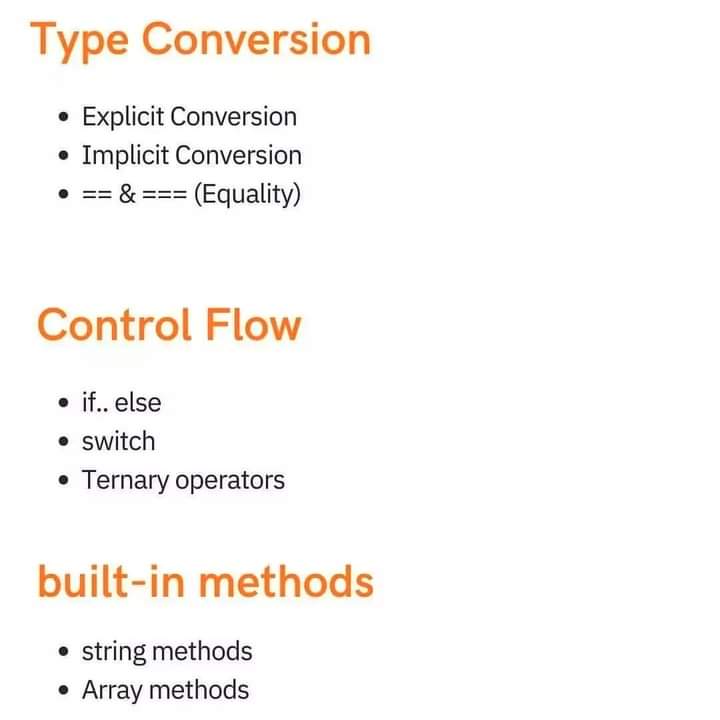 Type Conversion
• Explicit Conversion
• Implicit Conversion
• == & === (Equality)
Control Flow
• if.. else
• switch
• Ternary operators
built-in methods
• string methods
• Array methods